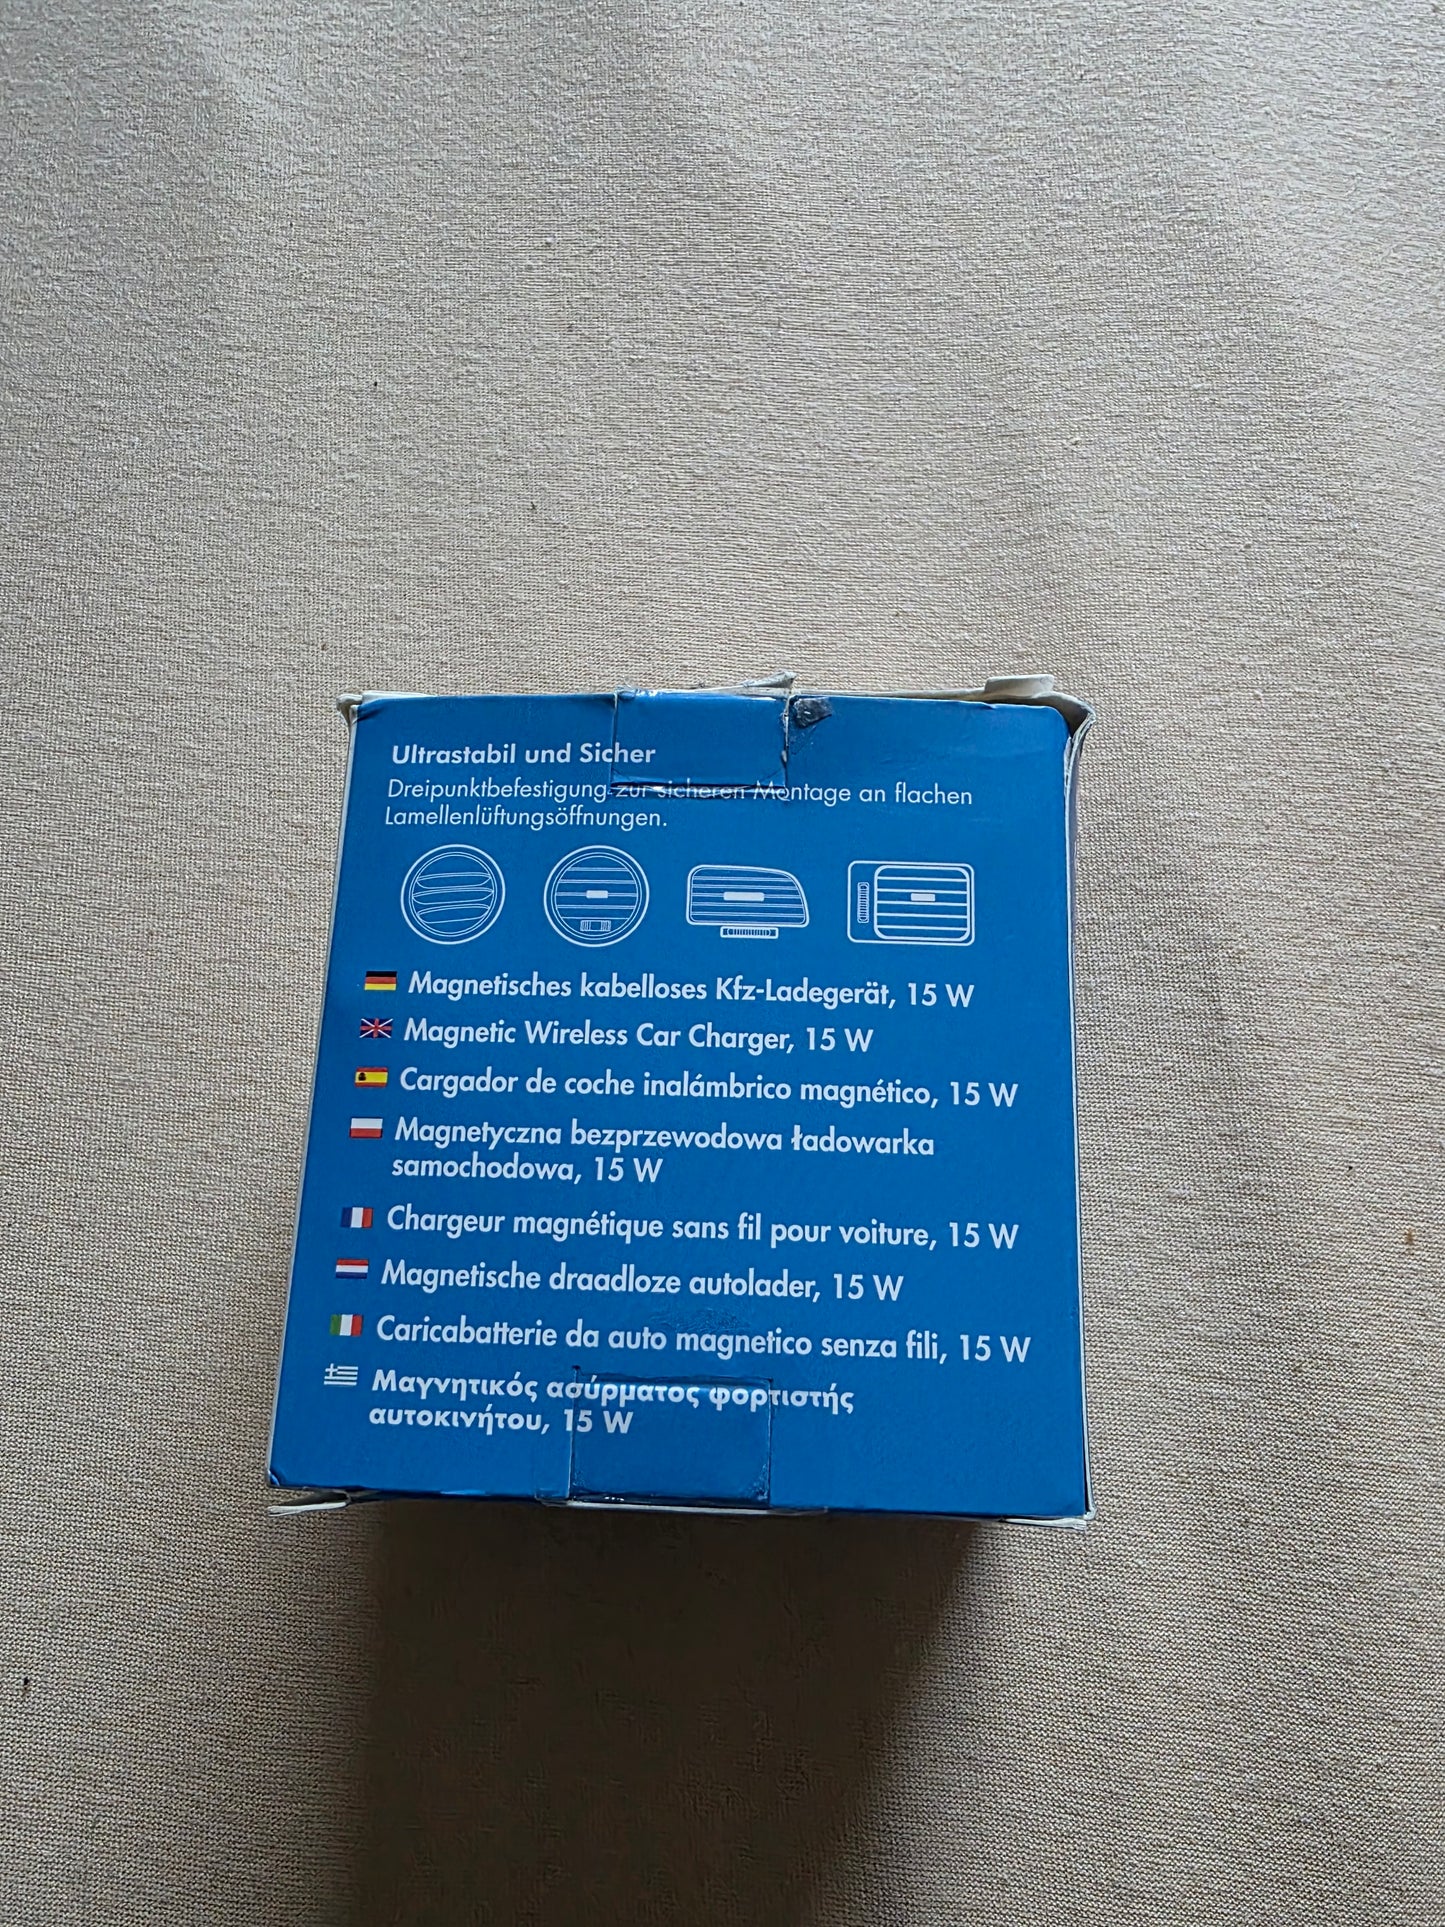 Ultrastabil und Sicher
Dreipunktbefestigung zur sicheren Montage an flachen
Lamellenlüftungsöffnungen.
Magnetisches kabelloses Kfz-Ladegerät, 15 W
Magnetic Wireless Car Charger, 15 W
Cargador de coche inalámbrico magnético, 15 W
Magnetyczna bezprzewodowa ładowarka
samochodowa, 15 W
Chargeur magnétique sans fil pour voiture, 15 W
Magnetische draadloze autolader, 15 W
Caricabatterie da auto magnetico senza fili, 15 W
Μαγνητικός ασύρματος φορτιστής
αυτοκινήτου, 15 W